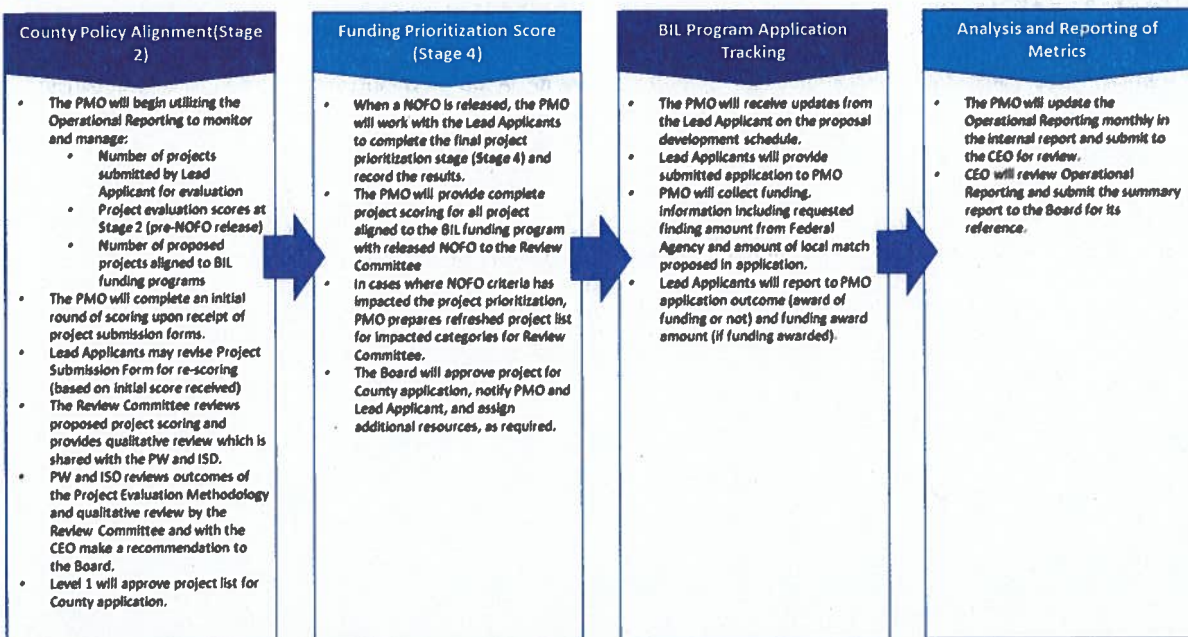 County Policy Alignment(Stage
2)
• The PMO will begin utilizing the
Operational Reporting to monitor
and manage:
• Number of projects
submitted by Lead
Applicant for evaluation
• Project evaluation scores at
Stage 2 (pre-NOFO release)
• Number of proposed
projects aligned to BIL
funding programs
• The PMO will complete an initial
round of scoring upon receipt of
project submission forms.
• Lead Applicants may revise Project
Submission Form for re-scoring
(based on initial score received)
• The Review Committee reviews
proposed project scoring and
provides qualitative review which is
shared with the PW and ISD.
• PW and ISD reviews outcomes of
the Project Evaluation Methodology
and qualitative review by the
Review Committee and with the
CEO make a recommendation to
the Board.
• Level 1 will approve project list for
County application.
Funding Prioritization Score
(Stage 4)
• When a NOFO is released, the PMO
will work with the Lead Applicants
to complete the final project
prioritization stage (Stage 4) and
record the results.
• The PMO will provide complete
project scoring for all project
aligned to the BIL funding program
with released NOFO to the Review
Committee
• In cases where NOFO criteria has
impacted the project prioritization,
PMO prepares refreshed project list
for impacted categories for Review
Committee.
• The Board will approve project for
County application, notify PMO and
Lead Applicant, and assign
additional resources, as required.
BIL Program Application
Tracking
• The PMO will receive updates from
the Lead Applicant on the proposal
development schedule.
• Lead Applicants will provide
submitted application to PMO
• PMO will collect funding.
information including requested
finding amount from Federal
Agency and amount of local match
proposed in application.
• Lead Applicants will report to PMO
application outcome (award of
funding or not) and funding award
amount (if funding awarded).
Analysis and Reporting of
Metrics
• The PMO will update the
Operational Reporting monthly in
the internal report and submit to
the CEO for review.
• CEO will review Operational
Reporting and submit the summary
report to the Board for its
reference.